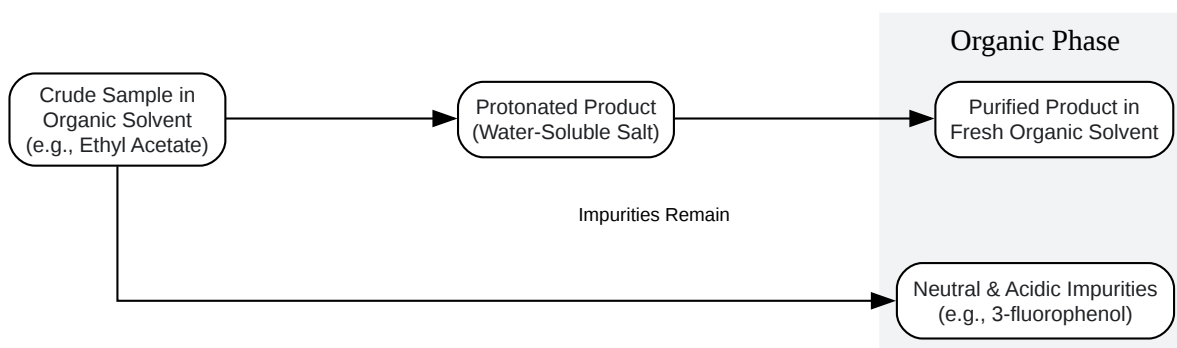 Organic Phase
Crude Sample in
Organic Solvent
(e.g., Ethyl Acetate)
Protonated Product
(Water-Soluble Salt)
Purified Product in
Fresh Organic Solvent
Impurities Remain
Neutral & Acidic Impurities
(e.g., 3-fluorophenol)